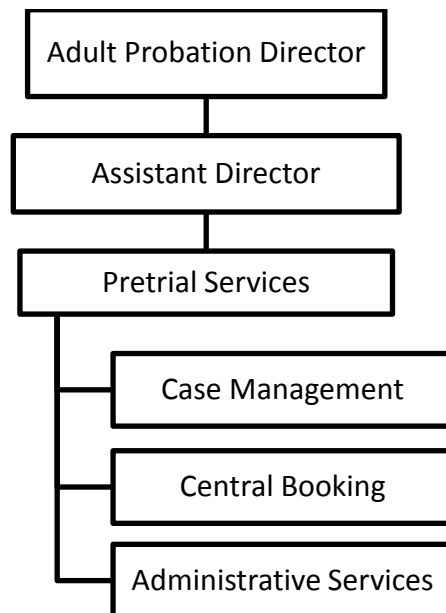 Adult Probation Director
Assistant Director
Pretrial Services
Case Management
Central Booking
Administrative Services